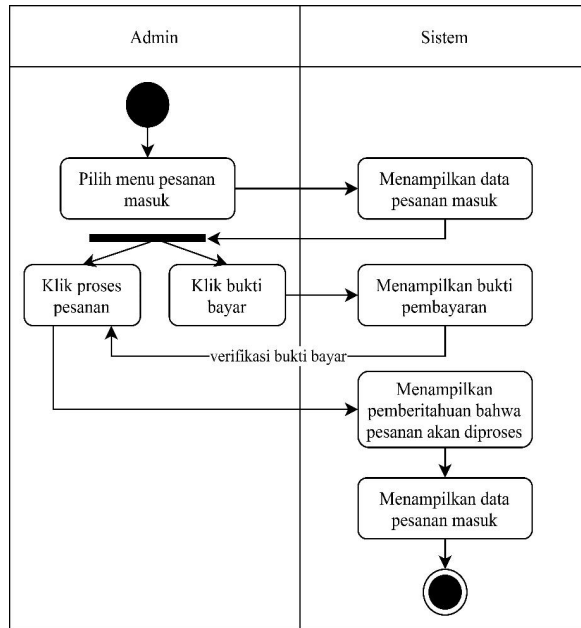 Admin
Sistem
Pilih menu pesanan
masuk
Menampilkan data
pesanan masuk
Klik proses
pesanan
Klik bukti
bayar
Menampilkan bukti
pembayaran
verifikasi bukti bayar
Menampilkan
pemberitahuan bahwa
pesanan akan diproses
Menampilkan data
pesanan masuk